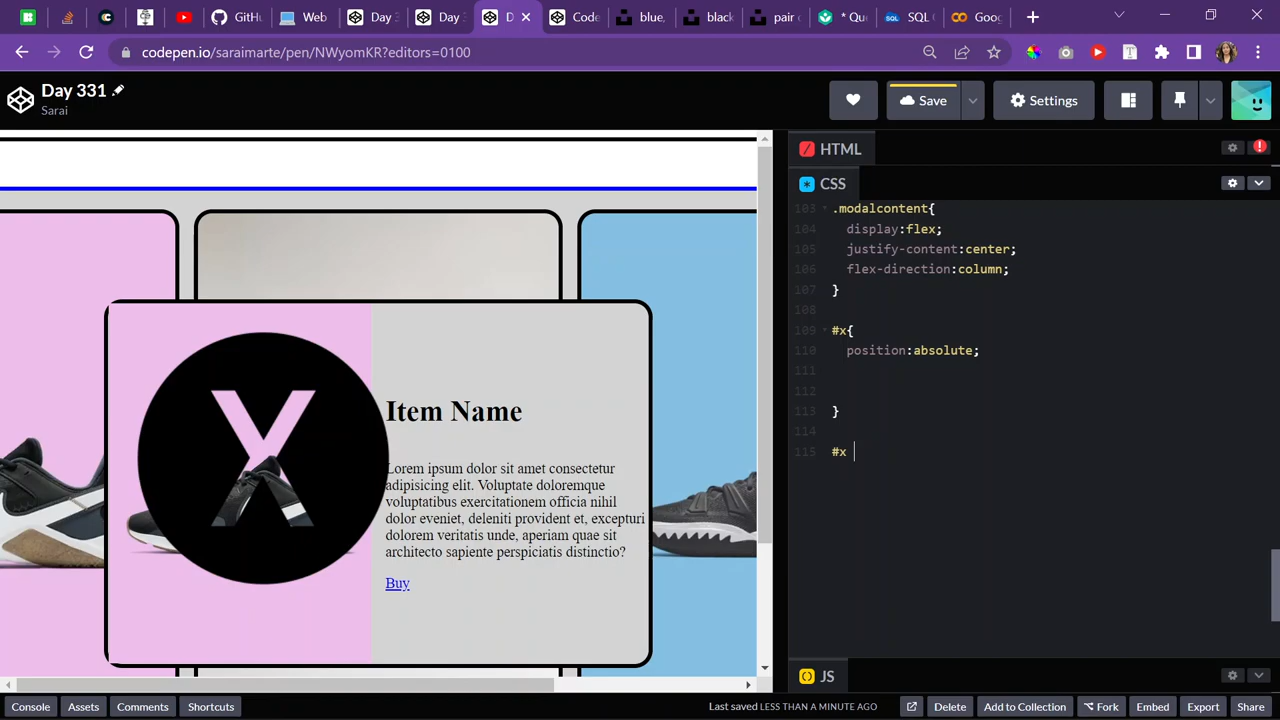 GitHu
Web
Day 3
Day 3
D
Code
blue,
black
pair c
* Que
SQL C
Goog
codepen.io/saraimarte/pen/NWyomKR?editors=0100
Day 331
Sarai
Save
Settings
HTML
CSS
103 .modalcontent{
104 display:flex;
105 justify-content:center;
106 flex-direction:column;
107 }
108
109 #x{
110 position:absolute;
111
112
113 }
114
115 #x
X
Item Name
Lorem ipsum dolor sit amet consectetur
adipisicing elit. Voluptate doloremque
voluptatibus exercitationem officia nihil
dolor eveniet, deleniti provident et, excepturi
dolorem veritatis unde, aperiam quae sit
architecto sapiente perspiciatis distinctio?
Buy
JS
Console
Assets
Comments
Shortcuts
Last saved LESS THAN A MINUTE AGO
Delete
Add to Collection
Fork
Embed
Export
Share